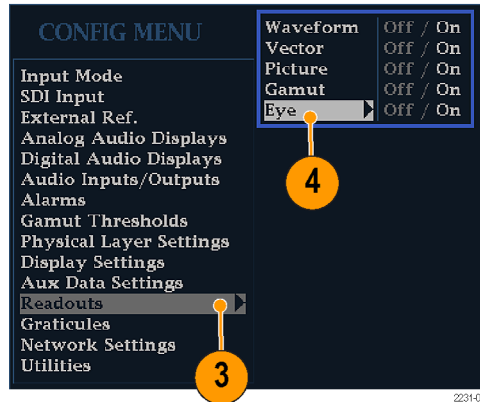 CONFIG MENU
Input Mode
SDI Input
External Ref.
Analog Audio Displays
Digital Audio Displays
Audio Inputs/Outputs
Alarms
Gamut Thresholds
Physical Layer Settings
Display Settings
Aux Data Settings
Readouts
Graticules
Network Settings
Utilities
3
Waveform Off / On
Vector Off / On
Picture Off / On
Gamut Off / On
Eye Off / On
4
2231-0